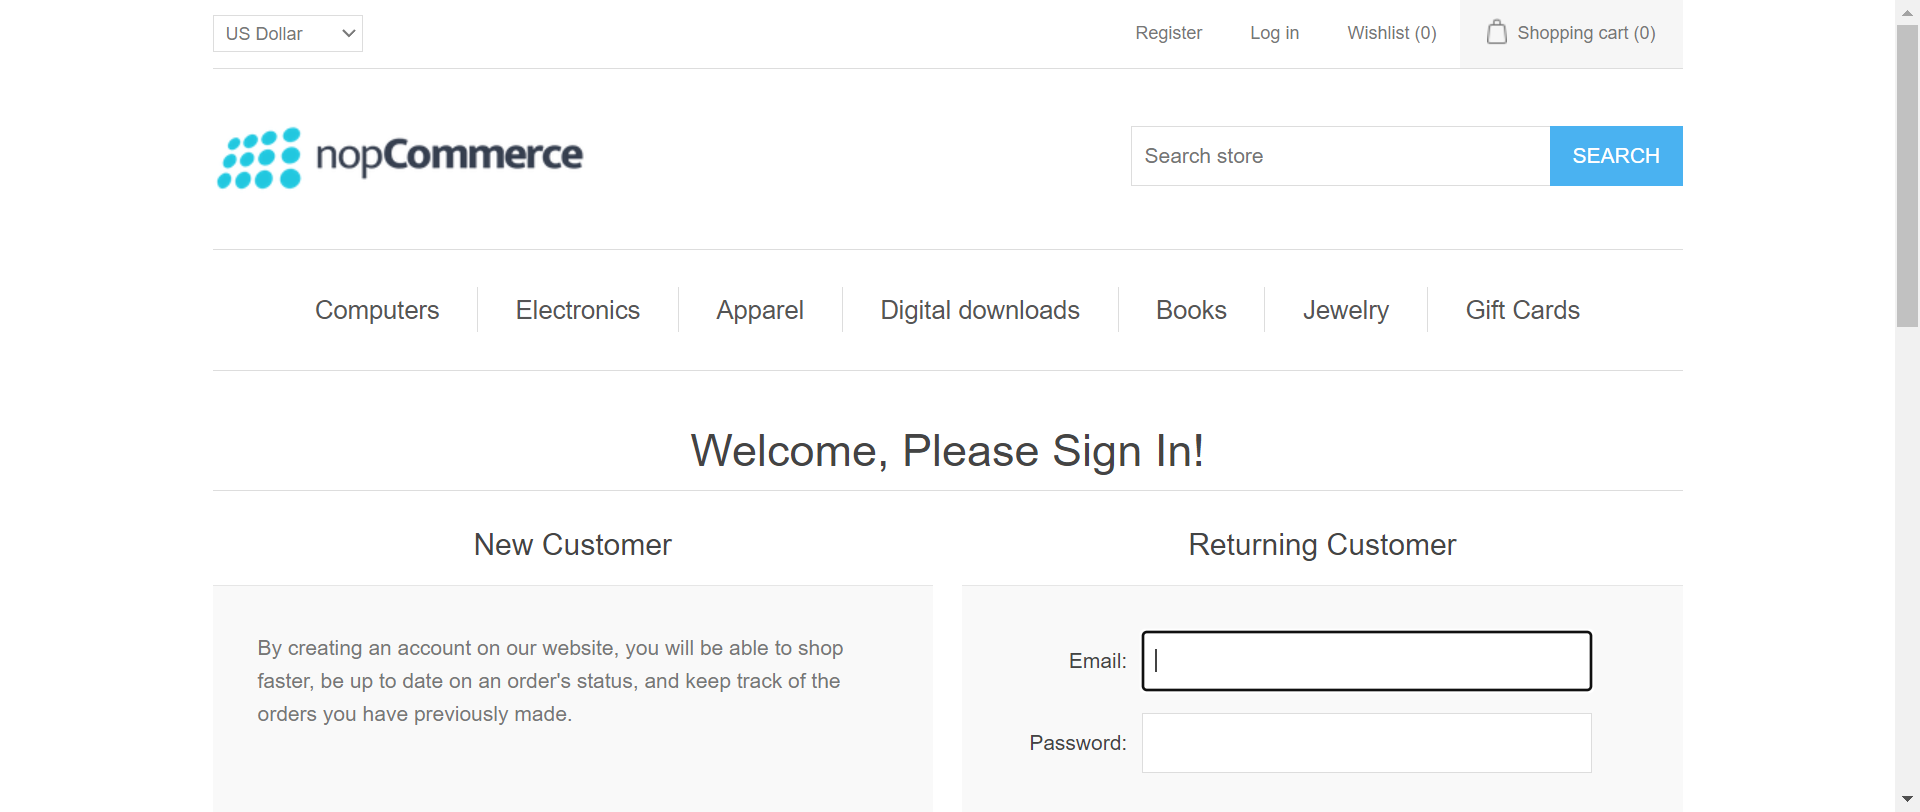 US Dollar
Register
Log in
Wishlist (0)
Shopping cart (0)
nopCommerce
Search store
SEARCH
Computers
Electronics
Apparel
Digital downloads
Books
Jewelry
Gift Cards
Welcome, Please Sign In!
New Customer
By creating an account on our website, you will be able to shop
faster, be up to date on an order's status, and keep track of the
orders you have previously made.
Returning Customer
Email:
Password: